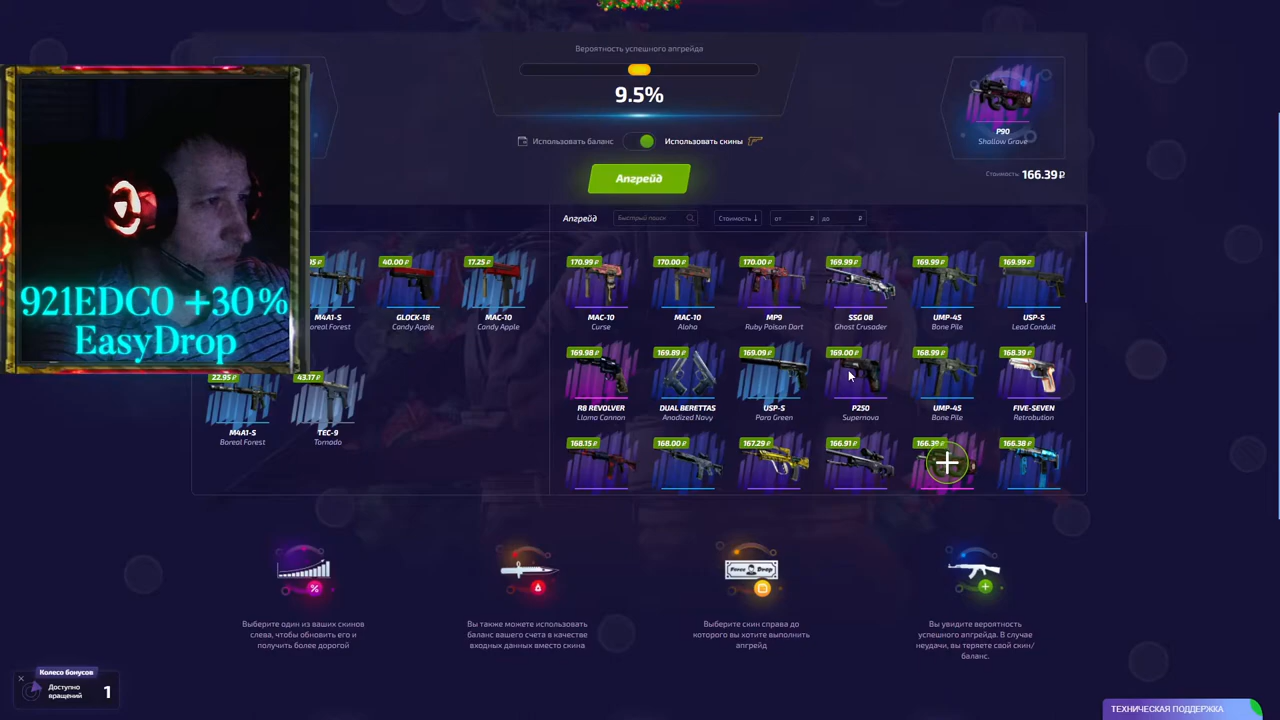 Вероятность успешного апгрейда
9.5%
Использовать баланс
Использовать скины
Апгрейд
P90
Shallow Grave
Стоимость: 166.39₽
921EDC0 +30%
EasyDrop
Апгрейд
Быстрый поиск
Стоимость ↓
от ₽
до ₽
40.00 ₽
17.25 ₽
M4A1-S
GLOCK-18
Candy Apple
MAC-10
Candy Apple
22.95 ₽
43.17 ₽
M4A1-S
Boreal Forest
TEC-9
Tornado
170.99 ₽
170.00 ₽
170.00 ₽
169.99 ₽
169.99 ₽
169.99 ₽
MAC-10
Curse
MAC-10
Aloha
MP9
Ruby Poison Dart
SSG 08
Ghost Crusader
UMP-45
Bone Pile
USP-S
Lead Conduit
169.98 ₽
169.89 ₽
169.09 ₽
169.00 ₽
168.99 ₽
168.39 ₽
R8 REVOLVER
Llama Cannon
DUAL BERETTAS
Anodized Navy
USP-S
Para Green
P250
Supernova
UMP-45
Bone Pile
FIVE-SEVEN
Retrobution
168.15 ₽
168.00 ₽
167.29 ₽
166.91 ₽
166.39 ₽
166.38 ₽
Force Drop
Выберите один из ваших скинов
слева, чтобы обновить его и
получить более дорогой
Вы также можете использовать
баланс вашего счета в качестве
входных данных вместо скина
Выберите скин справа до
которого вы хотите выполнить
апгрейд
Вы увидите вероятность
успешного апгрейда. В случае
неудачи, вы теряете свой скин/
баланс.
Колесо бонусов
Доступно
вращений
1
ТЕХНИЧЕСКАЯ ПОДДЕРЖКА